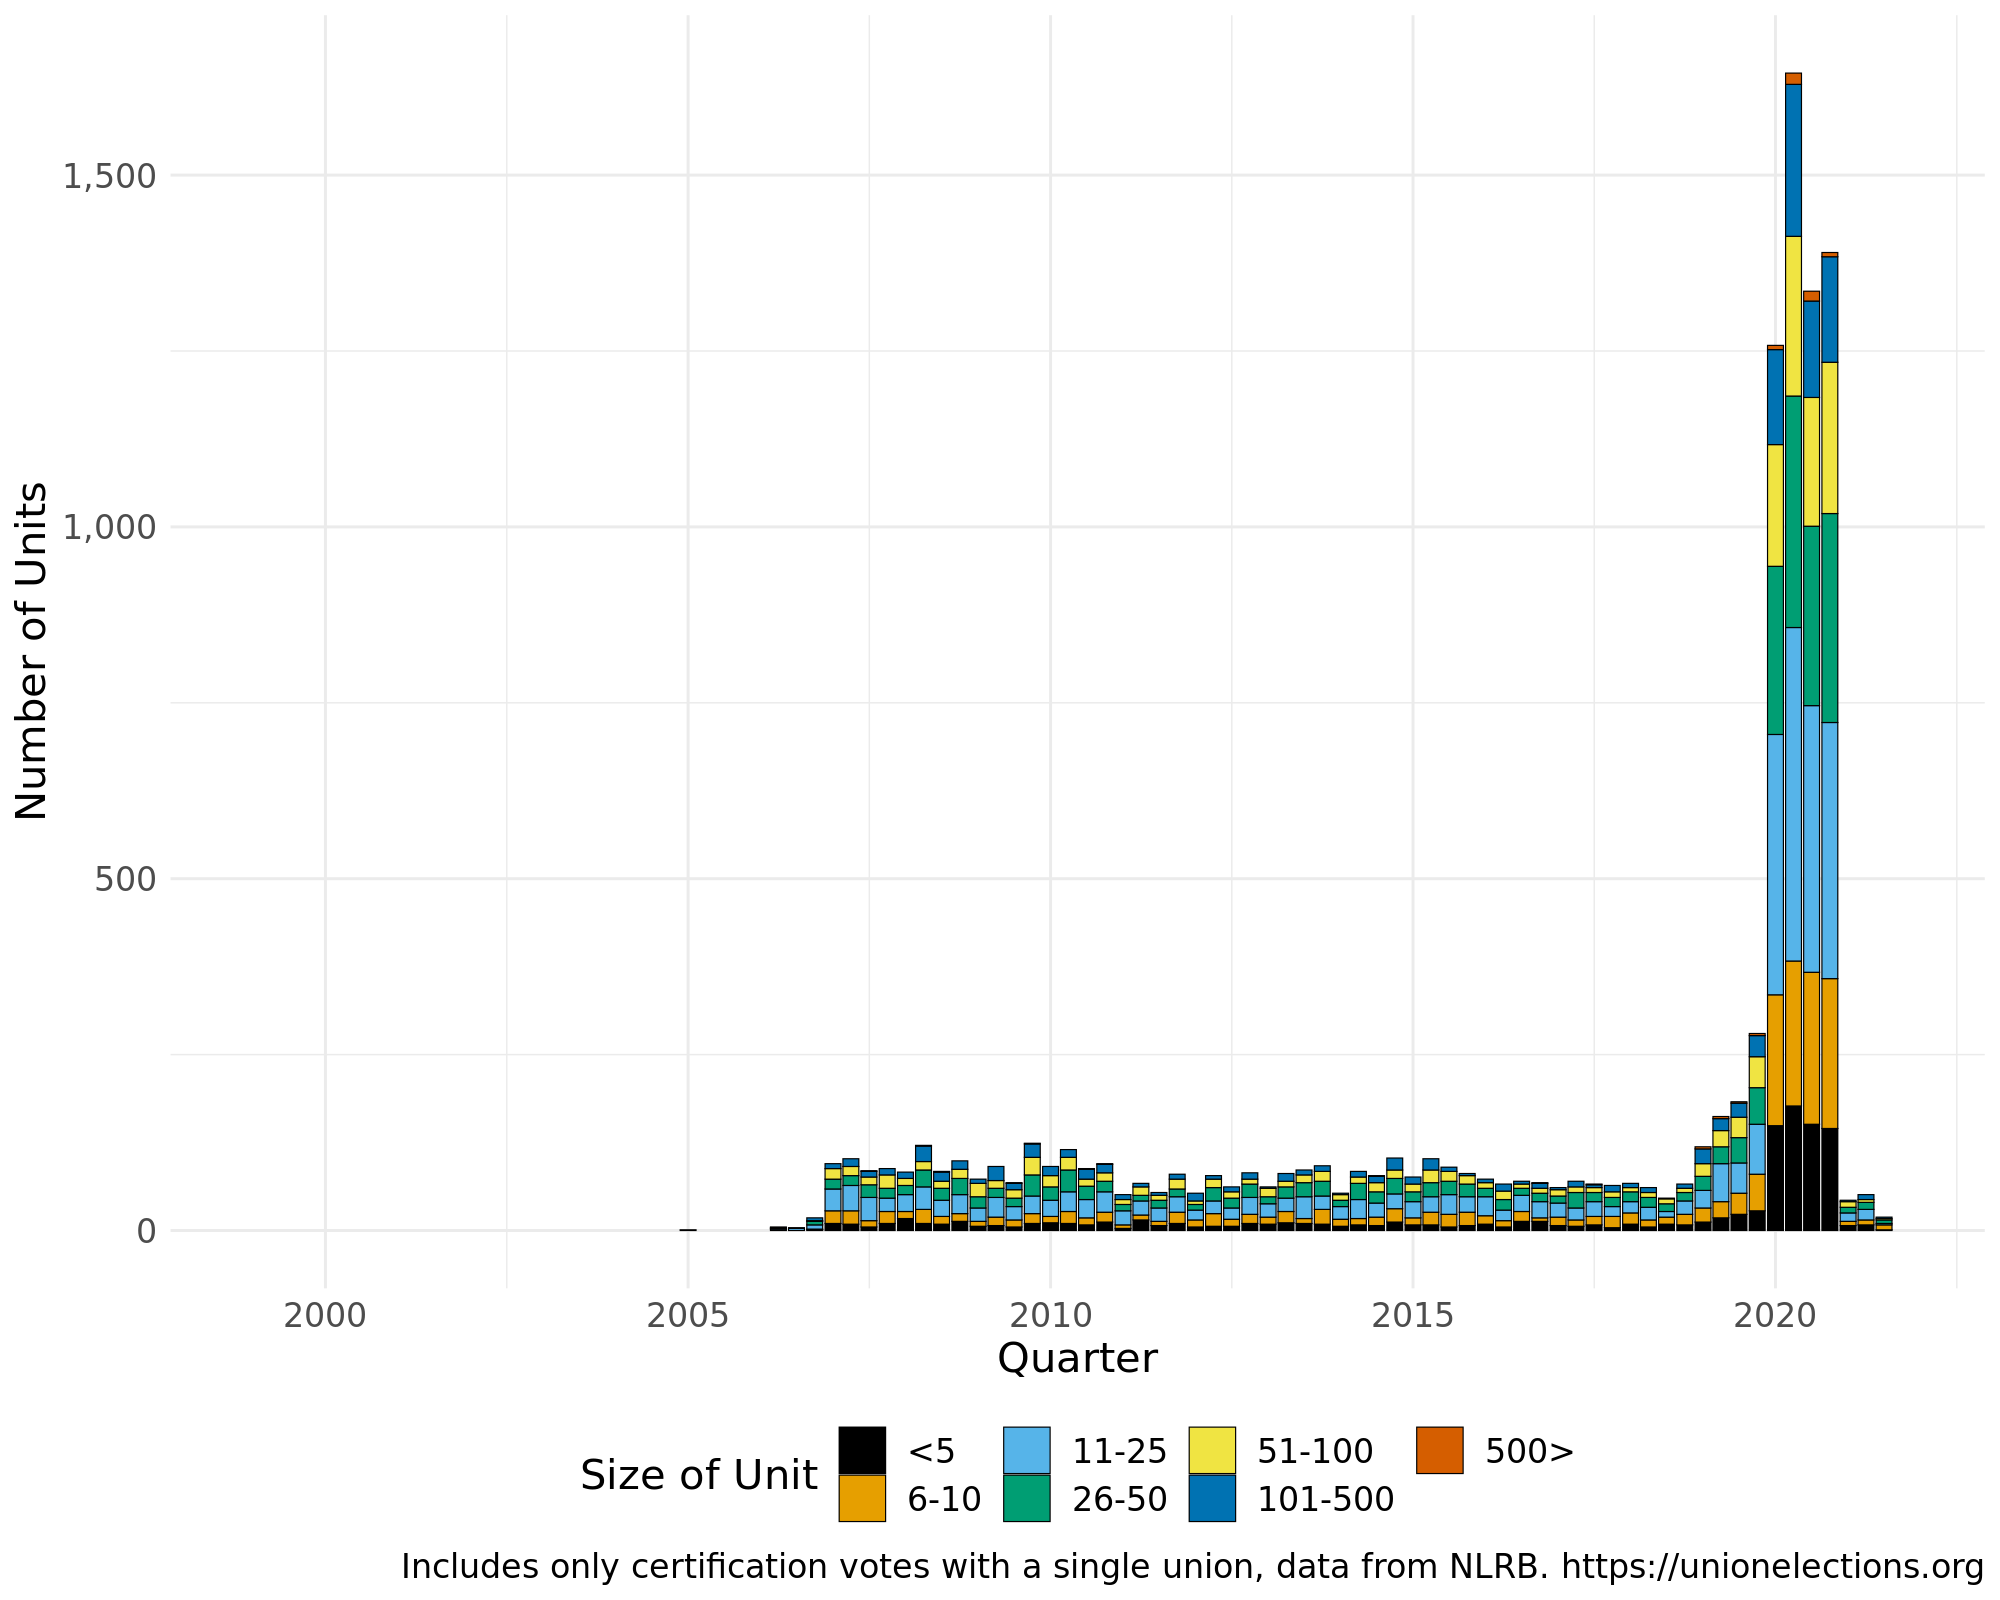 1,500
1,000
500
0
Number of Units
2000 2005 2010 2015 2020
Quarter
Size of Unit
<5 11-25 51-100 500>
6-10 26-50 101-500
Includes only certification votes with a single union, data from NLRB. https://unionelections.org